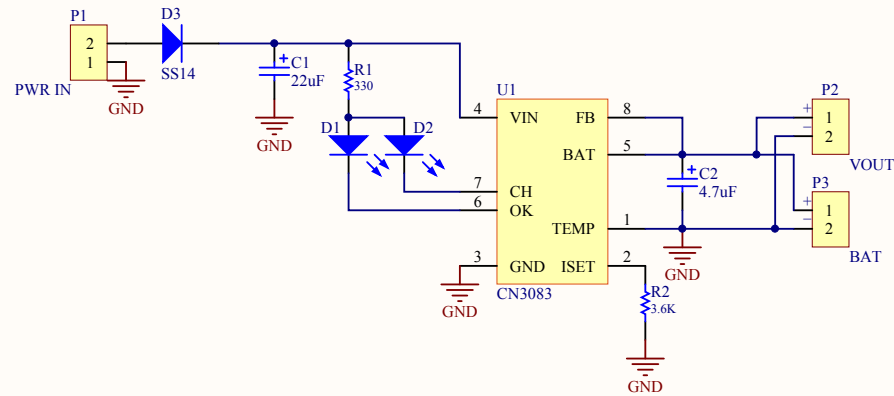 P1
2
1
PWR IN
GND
D3
SS14
+
C1
22uF
GND
R1
330
D1
D2
U1
4
VIN
FB
8
BAT
5
7
CH
6
OK
TEMP
1
3
GND
ISET
2
CN3083
GND
+
C2
4.7uF
GND
R2
3.6K
GND
P2
+
1
−
2
VOUT
P3
+
1
−
2
BAT